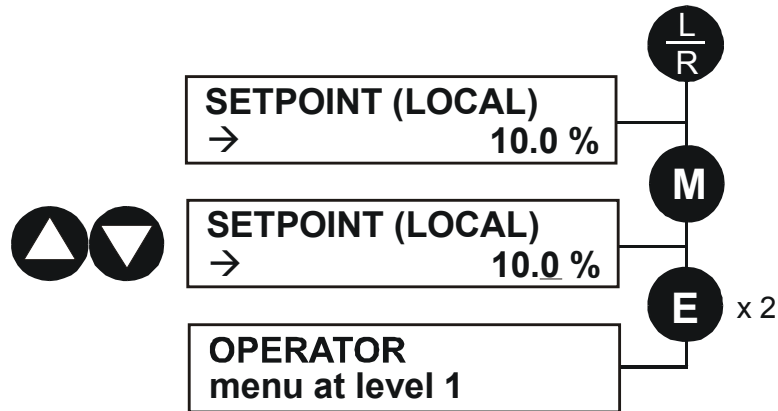 L
R
SETPOINT (LOCAL)
→ 10.0 %
M
SETPOINT (LOCAL)
→ 10.0 %
E x 2
OPERATOR
menu at level 1